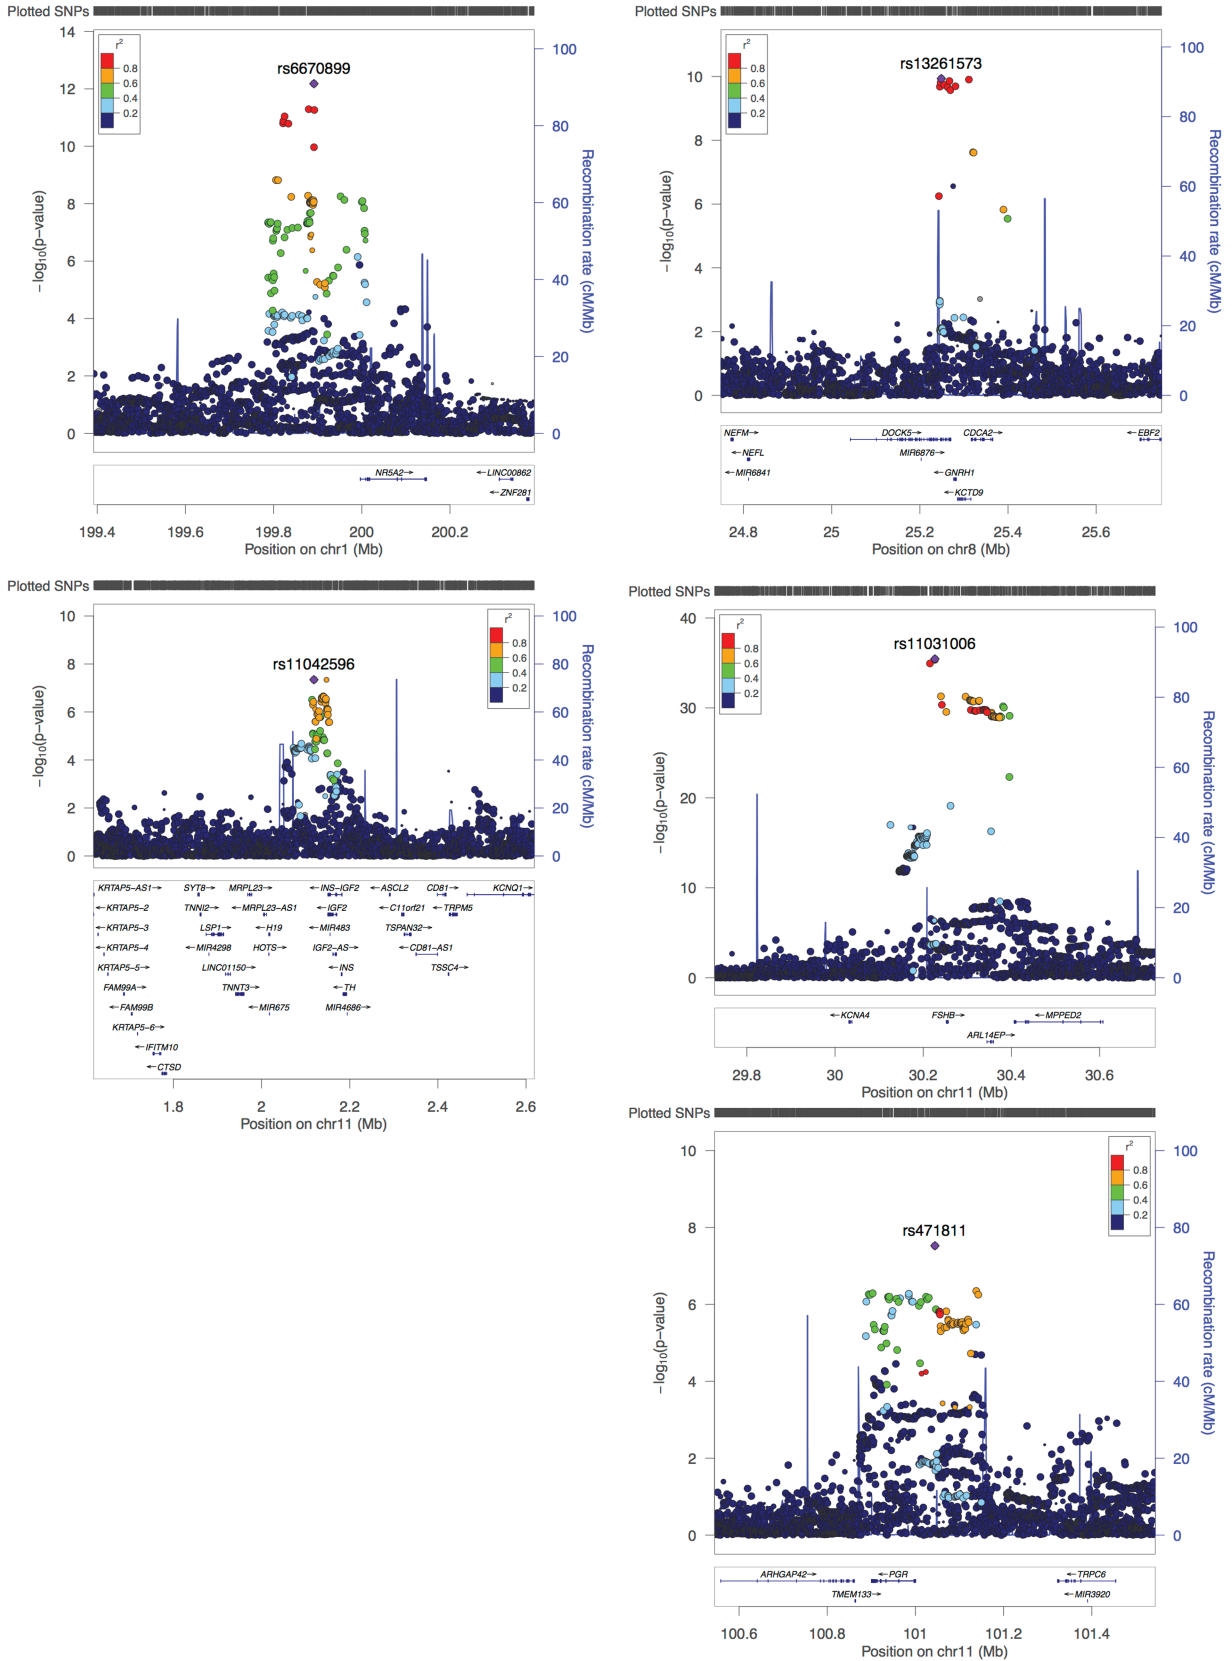 Plotted SNPs
14
12
10
8
6
4
2
0
−log10(p−value)
r2
0.8
0.6
0.4
0.2
rs6670899
100
80
60
40
20
0
Recombination rate (cM/Mb)
NR5A2→
←LINC00862
←ZNF281
199.4
199.6
199.8
200
200.2
Position on chr1 (Mb)
Plotted SNPs
10
8
6
4
2
0
−log10(p−value)
r2
0.8
0.6
0.4
0.2
rs13261573
100
80
60
40
20
0
Recombination rate (cM/Mb)
NEFM→
DOCK5→
CDCA2→
←EBF2
←NEFL
MIR6876→
←MIR6841
←GNRH1
←KCTD9
24.8
25
25.2
25.4
25.6
Position on chr8 (Mb)
Plotted SNPs
10
8
6
4
2
0
−log10(p−value)
rs11042596
r2
0.8
0.6
0.4
0.2
100
80
60
40
20
0
Recombination rate (cM/Mb)
KRTAP5−AS1→
SYT8→
MRPL23→
←INS−IGF2
←ASCL2
CD81→
KCNQ1→
←KRTAP5−2
TNNI2→
←MRPL23−AS1
←IGF2
←C11orf21
←TRPM5
←KRTAP5−3
LSP1→
←H19
←MIR483
TSPAN32→
←KRTAP5−4
←MIR4298
HOTS→
IGF2−AS→
←CD81−AS1
KRTAP5−5→
LINC01150→
←INS
TSSC4→
FAM99A→
TNNT3→
←TH
←FAM99B
←MIR675
MIR4686→
KRTAP5−6→
←IFITM10
←CTSD
1.8
2
2.2
2.4
2.6
Position on chr11 (Mb)
Plotted SNPs
40
30
20
10
0
−log10(p−value)
r2
0.8
0.6
0.4
0.2
rs11031006
100
80
60
40
20
0
Recombination rate (cM/Mb)
←KCNA4
FSHB→
←MPPED2
ARL14EP→
29.8
30
30.2
30.4
30.6
Position on chr11 (Mb)
Plotted SNPs
10
8
6
4
2
0
−log10(p−value)
rs471811
r2
0.8
0.6
0.4
0.2
100
80
60
40
20
0
Recombination rate (cM/Mb)
ARHGAP42→
←PGR
←TRPC6
TMEM133→
←MIR3920
100.6
100.8
101
101.2
101.4
Position on chr11 (Mb)